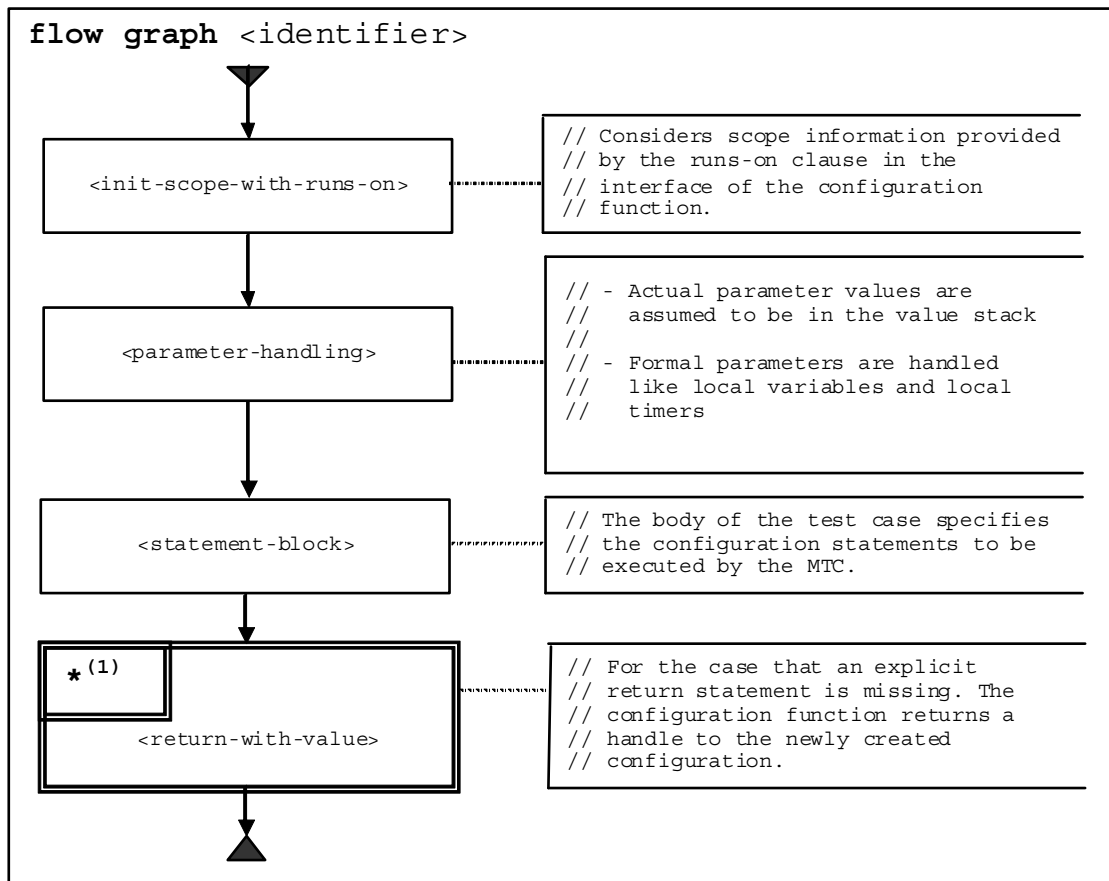 flow graph <identifier>
<init-scope-with-runs-on>
// Considers scope information provided
// by the runs-on clause in the
// interface of the configuration
// function.
<parameter-handling>
// - Actual parameter values are
//   assumed to be in the value stack
//
// - Formal parameters are handled
//   like local variables and local
//   timers
<statement-block>
// The body of the test case specifies
// the configuration statements to be
// executed by the MTC.
*(1)
<return-with-value>
// For the case that an explicit
// return statement is missing. The
// configuration function returns a
// handle to the newly created
// configuration.